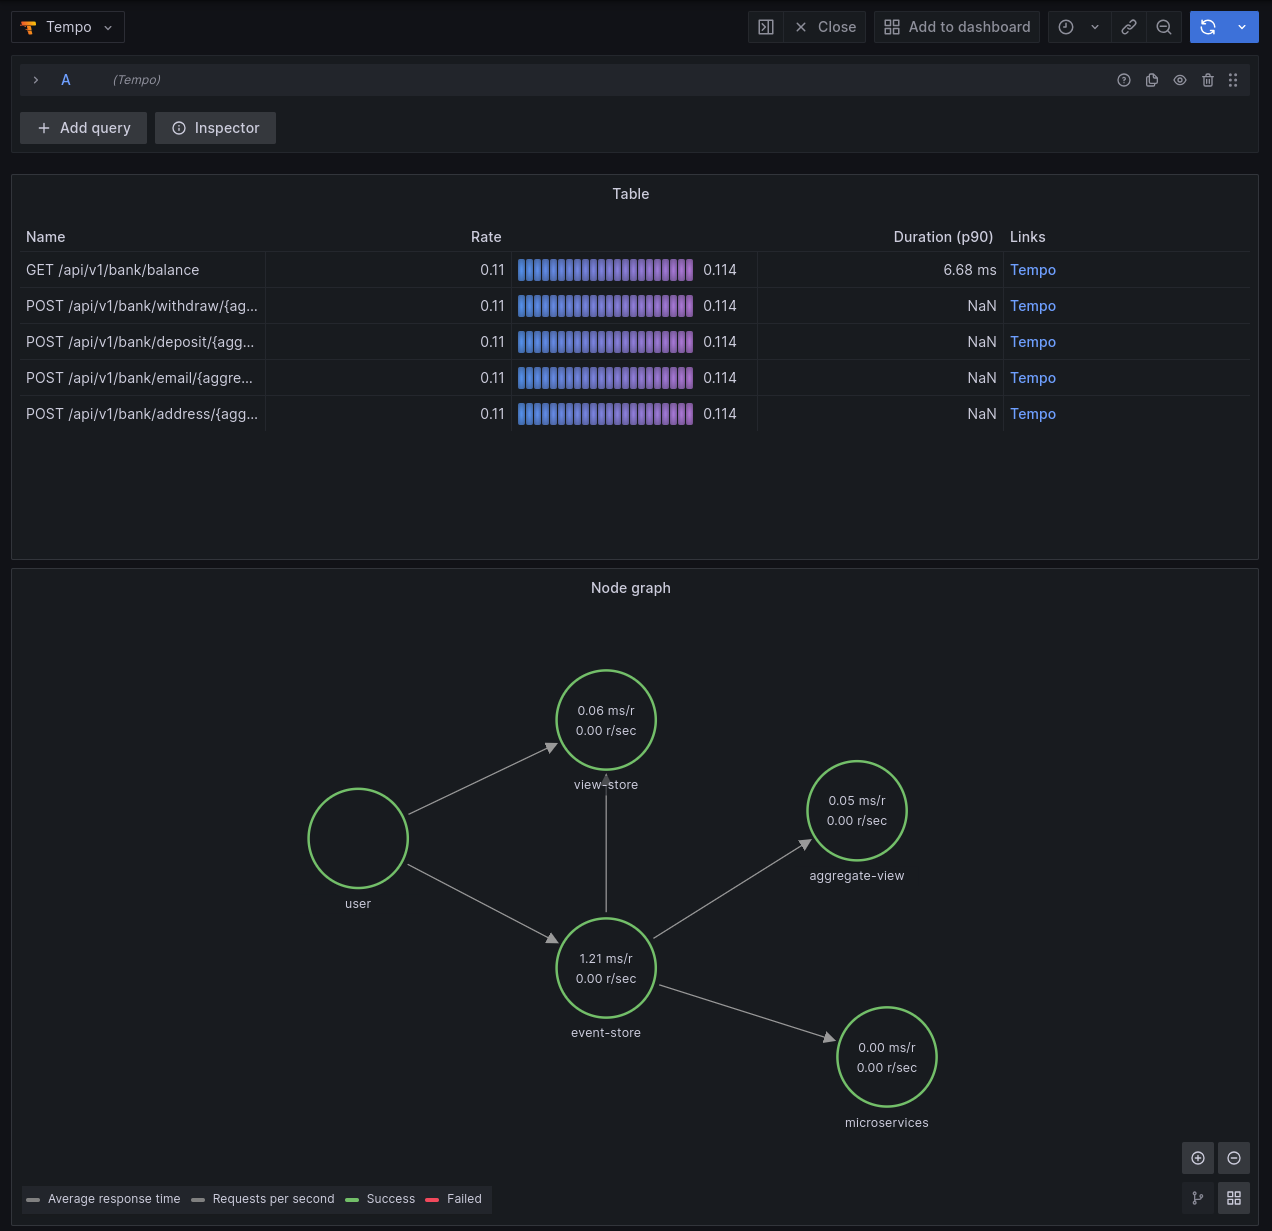 Tempo
Close
Add to dashboard
A (Tempo)
Add query
Inspector
Table
Name Rate Duration (p90) Links
GET /api/v1/bank/balance 0.11 0.114 6.68 ms Tempo
POST /api/v1/bank/withdraw/{ag... 0.11 0.114 NaN Tempo
POST /api/v1/bank/deposit/{agg... 0.11 0.114 NaN Tempo
POST /api/v1/bank/email/{aggre... 0.11 0.114 NaN Tempo
POST /api/v1/bank/address/{agg... 0.11 0.114 NaN Tempo
Node graph
0.06 ms/r
0.00 r/sec
view-store
0.05 ms/r
0.00 r/sec
aggregate-view
user
1.21 ms/r
0.00 r/sec
event-store
0.00 ms/r
0.00 r/sec
microservices
Average response time Requests per second Success Failed